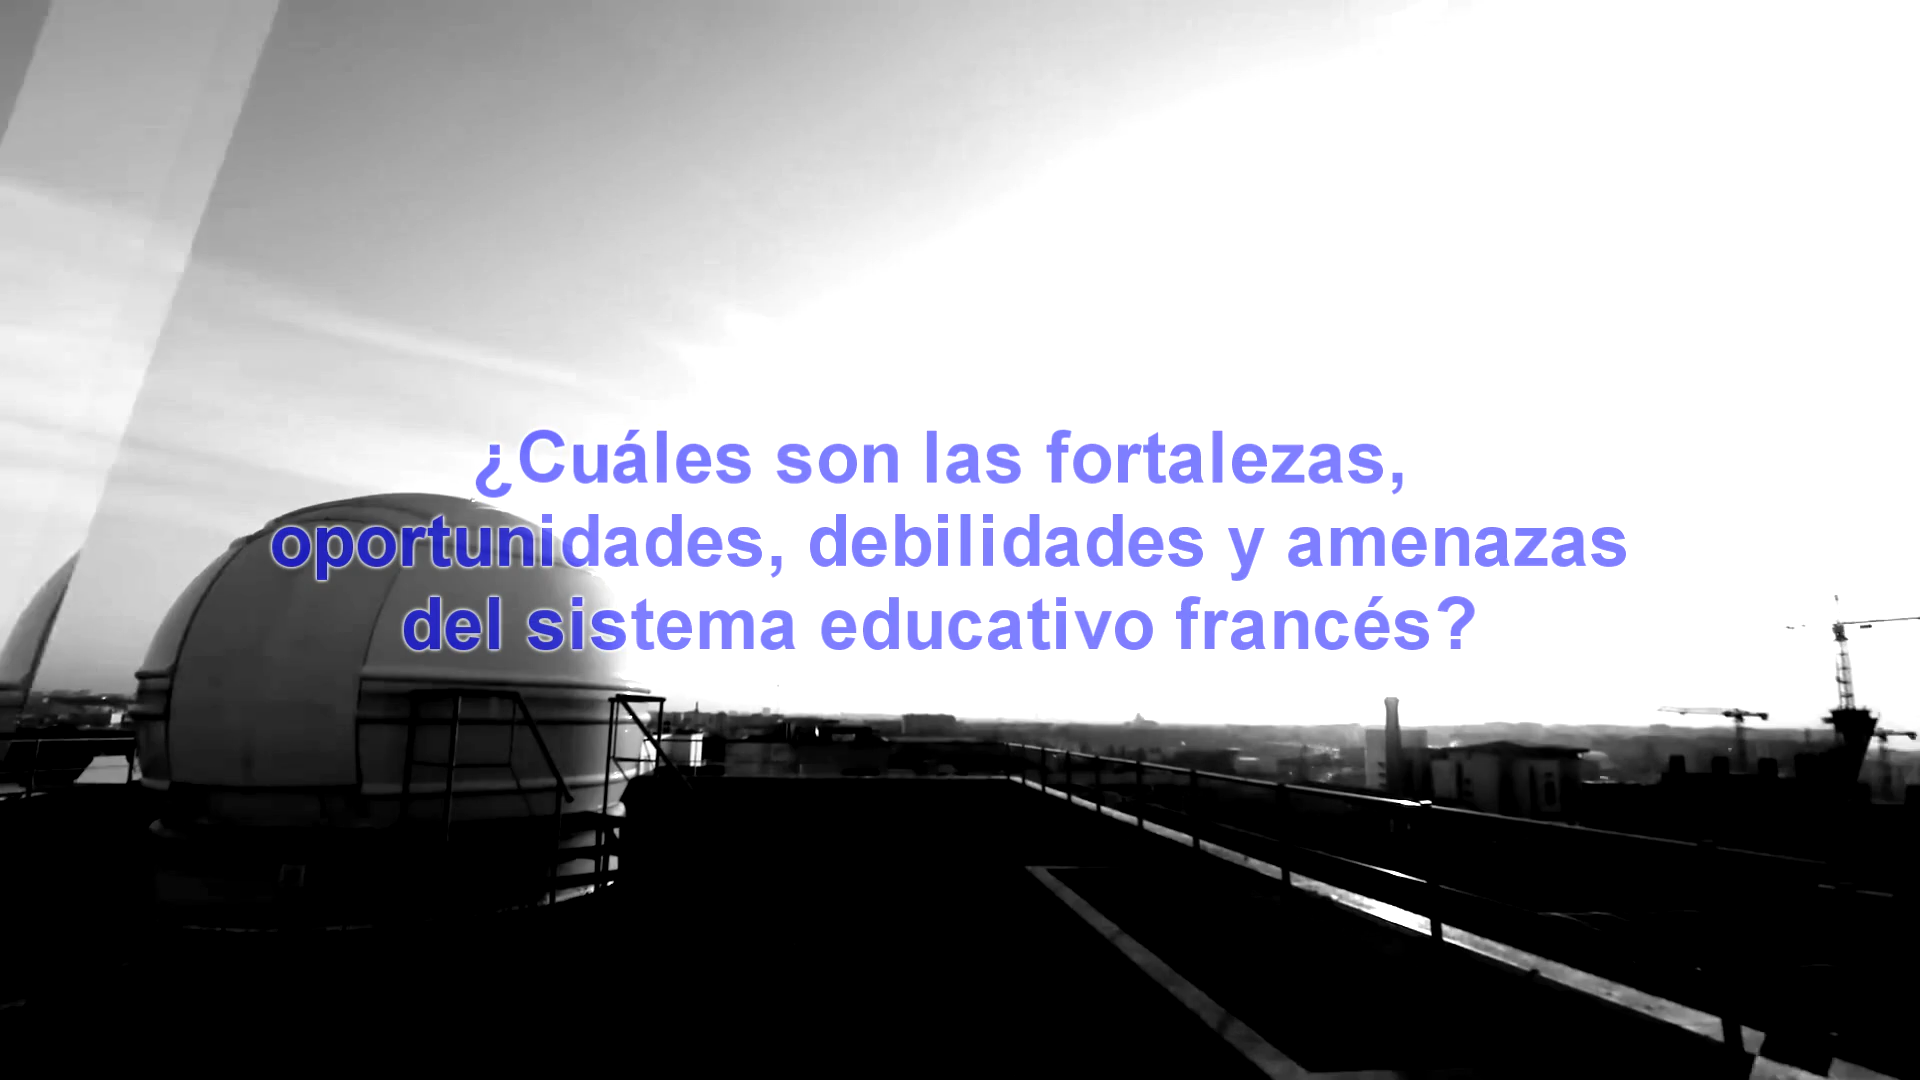 ¿Cuáles son las fortalezas,
oportunidades, debilidades y amenazas
del sistema educativo francés?